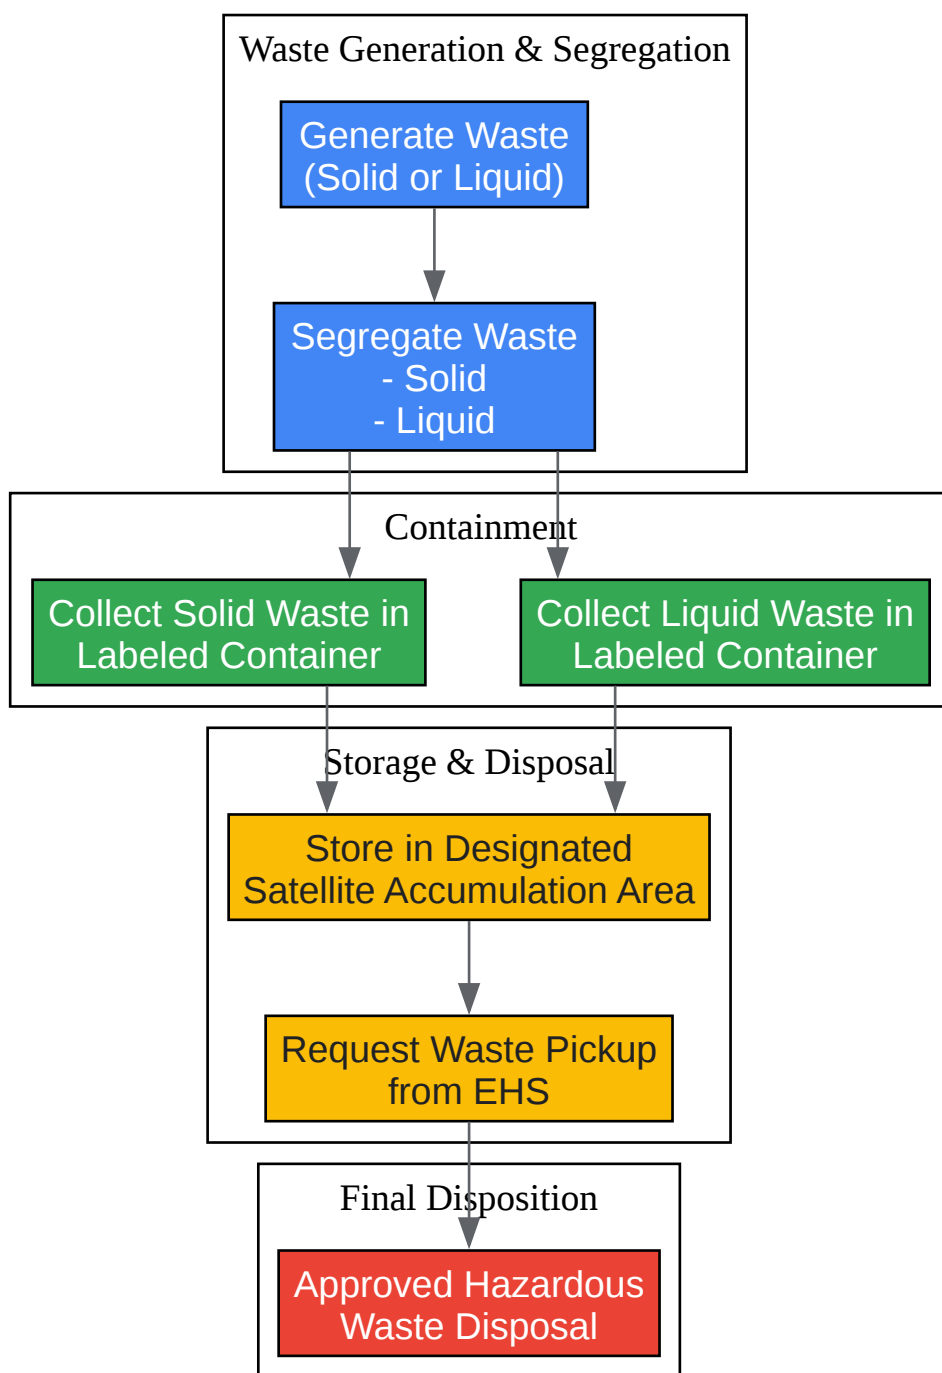 Waste Generation & Segregation
Generate Waste
(Solid or Liquid)
Segregate Waste
- Solid
- Liquid
Containment
Collect Solid Waste in
Labeled Container
Collect Liquid Waste in
Labeled Container
Storage & Disposal
Store in Designated
Satellite Accumulation Area
Request Waste Pickup
from EHS
Final Disposition
Approved Hazardous
Waste Disposal